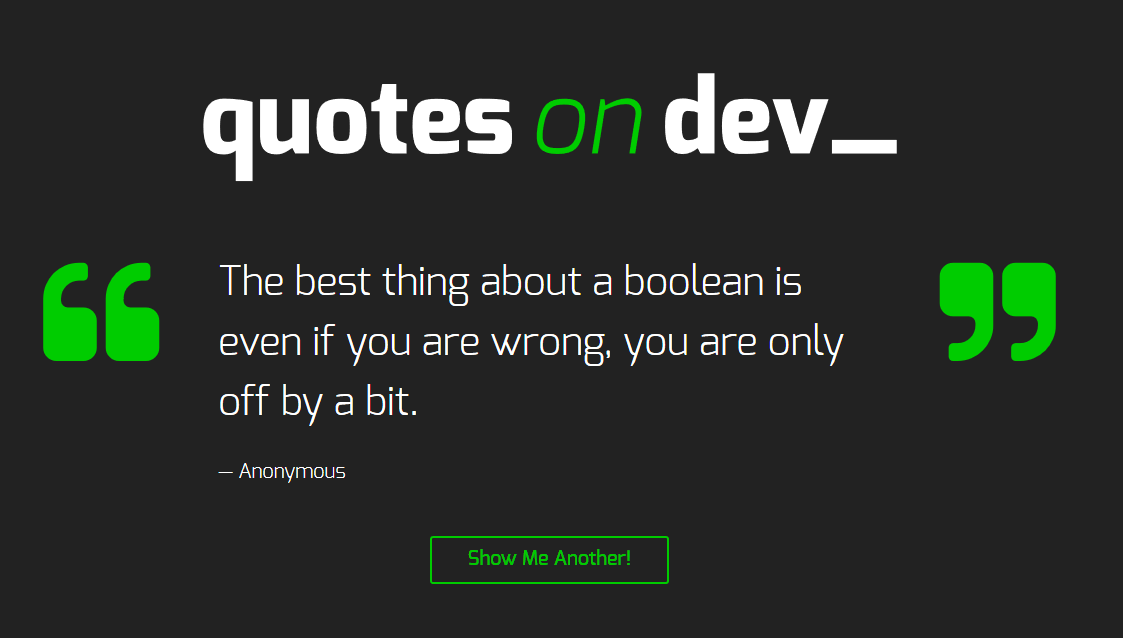 quotes on dev_
“The best thing about a boolean is
even if you are wrong, you are only
off by a bit.”
— Anonymous
Show Me Another!